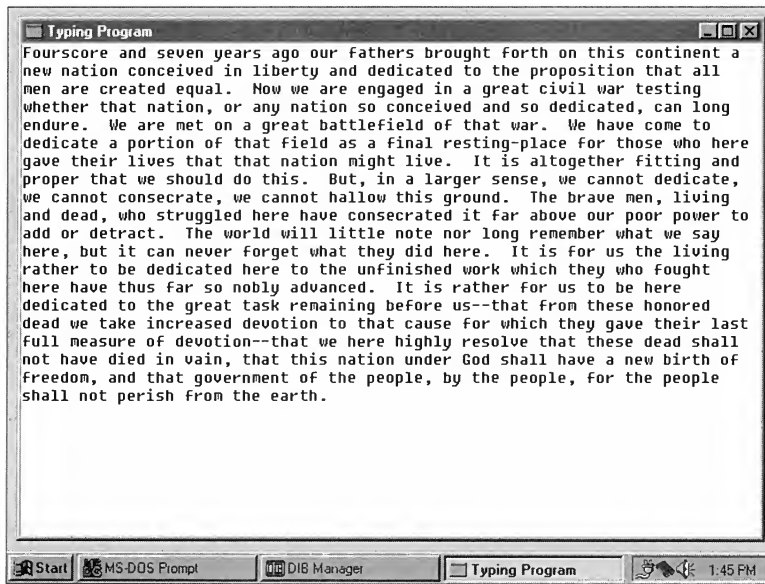 Typing Program
Fourscore and seven years ago our fathers brought forth on this continent a
new nation conceived in liberty and dedicated to the proposition that all
men are created equal.  Now we are engaged in a great civil war testing
whether that nation, or any nation so conceived and so dedicated, can long
endure.  We are met on a great battlefield of that war.  We have come to
dedicate a portion of that field as a final resting-place for those who here
gave their lives that that nation might live.  It is altogether fitting and
proper that we should do this.  But, in a larger sense, we cannot dedicate,
we cannot consecrate, we cannot hallow this ground.  The brave men, living
and dead, who struggled here have consecrated it far above our poor power to
add or detract.  The world will little note nor long remember what we say
here, but it can never forget what they did here.  It is for us the living
rather to be dedicated here to the unfinished work which they who fought
here have thus far so nobly advanced.  It is rather for us to be here
dedicated to the great task remaining before us--that from these honored
dead we take increased devotion to that cause for which they gave their last
full measure of devotion--that we here highly resolve that these dead shall
not have died in vain, that this nation under God shall have a new birth of
freedom, and that government of the people, by the people, for the people
shall not perish from the earth.
Start MS-DOS Prompt DIB Manager Typing Program 1:45 PM